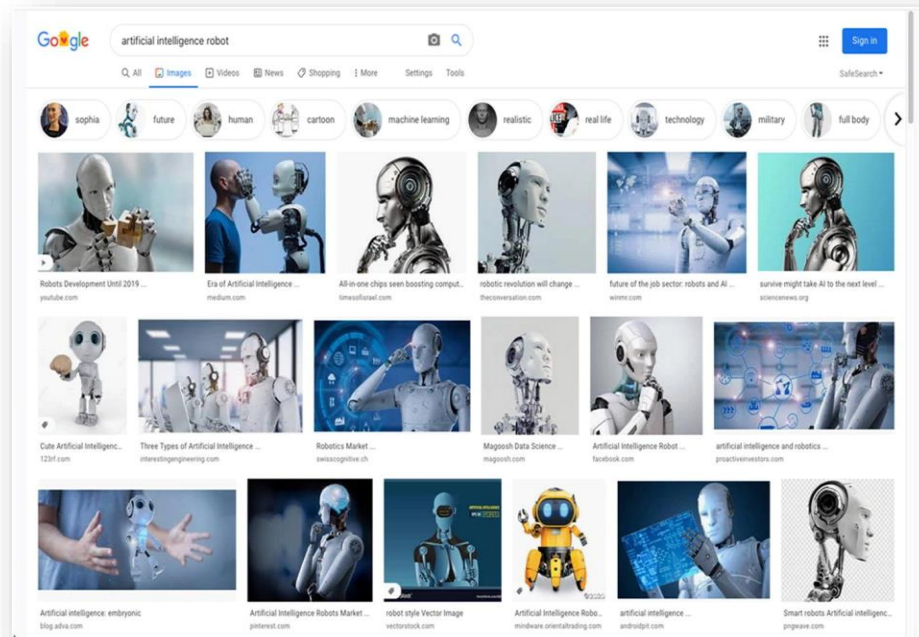 Google
artificial intelligence robot
Sign in
All Images Videos News Shopping More Settings Tools
SafeSearch
sophia future human cartoon machine learning realistic real life technology military full body
Robots Development Until 2019 ...
youtube.com
Era of Artificial Intelligence ...
medium.com
All-in-one chips seen boosting comput...
timesofisrael.com
robotic revolution will change ...
theconversation.com
future of the job sector: robots and AI ...
winmr.com
survive might take AI to the next level ...
sciencenews.org
Cute Artificial Intelligenc...
123rf.com
Three Types of Artificial Intelligence ...
interestingengineering.com
Robotics Market ...
swisscognitive.ch
Magoosh Data Science ...
magoosh.com
Artificial Intelligence Robot ...
facebook.com
artificial intelligence and robotics ...
proactiveinvestors.com
Artificial intelligence: embryonic
blog.adva.com
Artificial Intelligence Robots Market ...
pinterest.com
robot style Vector Image
vectorstock.com
©2020
Artificial Intelligence Robo...
mindware.orientaltrading.com
artificial intelligence ...
androidpit.com
Smart robots Artificial intelligenc...
pngwave.com